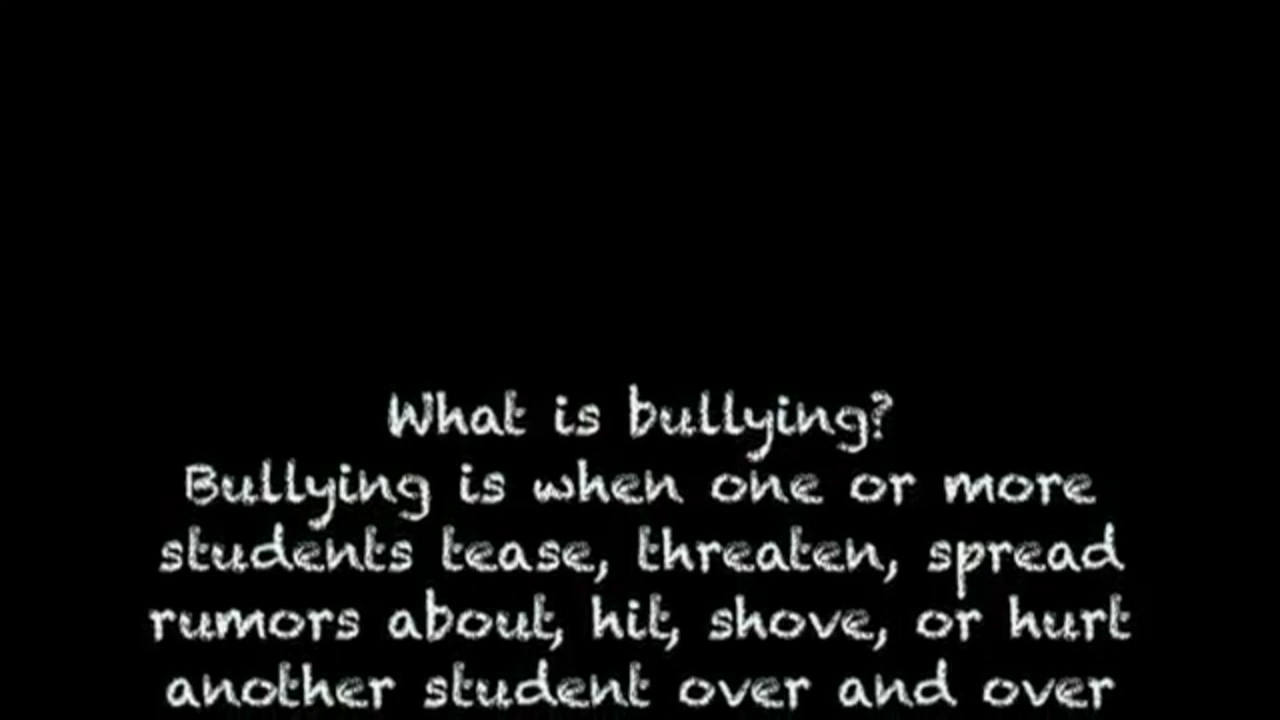 What is bullying?
Bullying is when one or more
students tease, threaten, spread
rumors about, hit, shove, or hurt
another student over and over